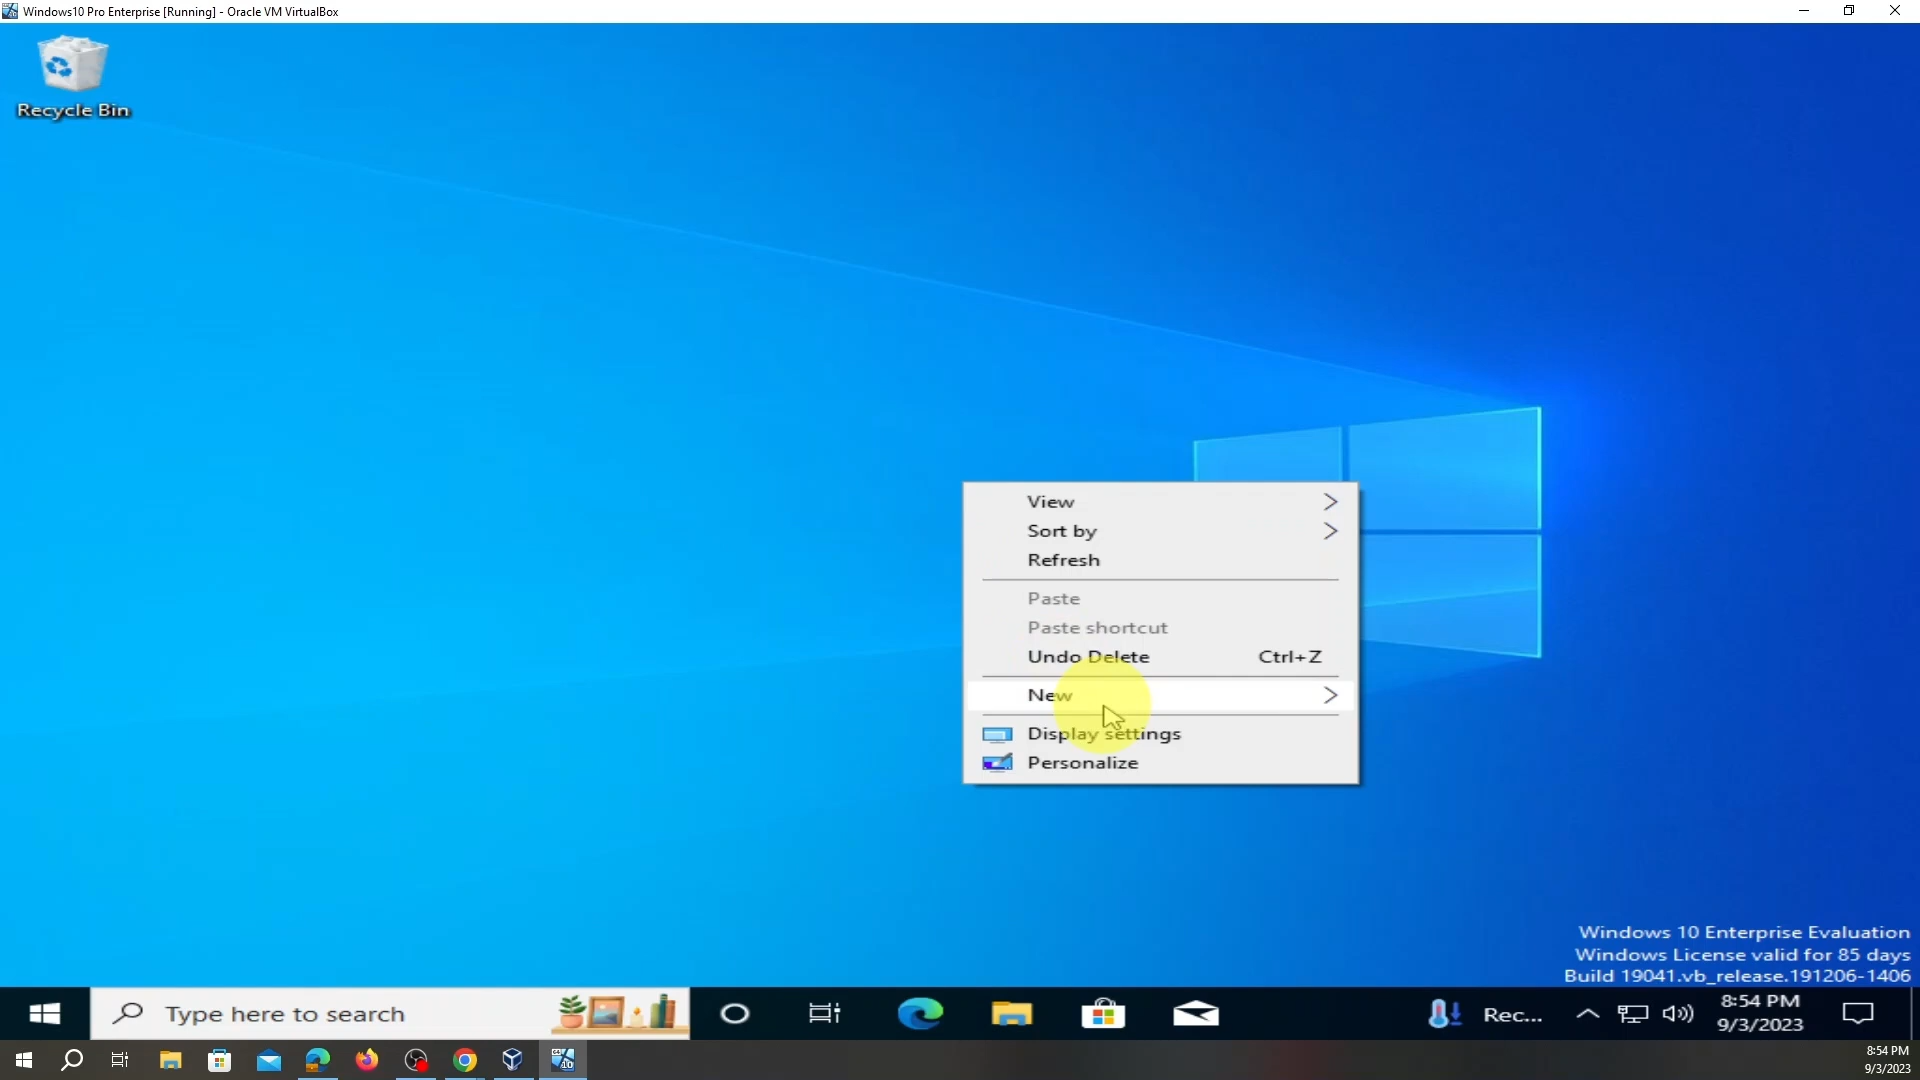 Windows10 Pro Enterprise [Running] - Oracle VM VirtualBox
Recycle Bin
View
Sort by
Refresh
Paste
Paste shortcut
Undo Delete Ctrl+Z
New
Display settings
Personalize
Windows 10 Enterprise Evaluation
Windows License valid for 85 days
Build 19041.vb_release.191206-1406
Type here to search
Rec...
8:54 PM
9/3/2023
10
8:54 PM
9/3/2023